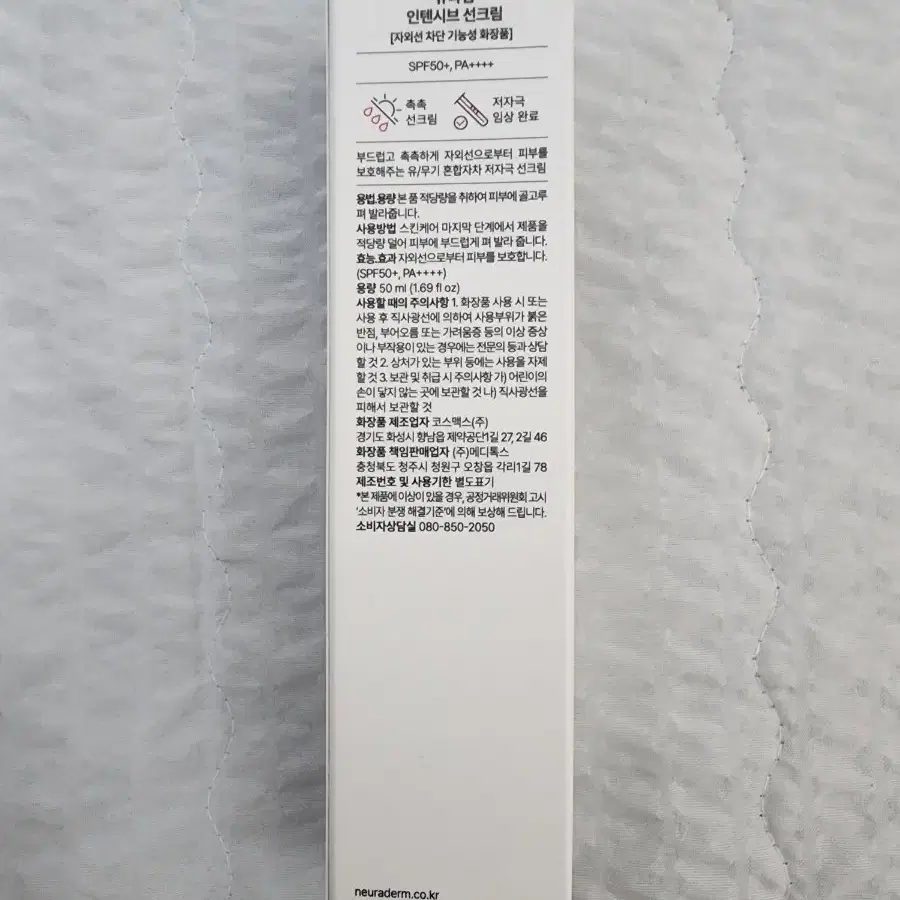 인텐시브 선크림
[자외선 차단 기능성 화장품]
SPF50+, PA++++
촉촉
선크림
저자극
임상 완료
부드럽고 촉촉하게 자외선으로부터 피부를
보호해주는 유/무기 혼합자차 저자극 선크림
용법.용량 본 품 적당량을 취하여 피부에 골고루
펴 발라줍니다.
사용방법 스킨케어 마지막 단계에서 제품을
적당량 덜어 피부에 부드럽게 펴 발라 줍니다.
효능.효과 자외선으로부터 피부를 보호합니다.
(SPF50+, PA++++)
용량 50 ml (1.69 fl oz)
사용할 때의 주의사항 1. 화장품 사용 시 또는
사용 후 직사광선에 의하여 사용부위가 붉은
반점, 부어오름 또는 가려움증 등의 이상 증상
이나 부작용이 있는 경우에는 전문의 등과 상담
할 것 2. 상처가 있는 부위 등에는 사용을 자제
할 것 3. 보관 및 취급 시 주의사항 가) 어린이의
손이 닿지 않는 곳에 보관할 것 나) 직사광선을
피해서 보관할 것
화장품 제조업자 코스맥스(주)
경기도 화성시 향남읍 제약공단1길 27, 2길 46
화장품 책임판매업자 (주)메디톡스
충청북도 청주시 청원구 오창읍 각리1길 78
제조번호 및 사용기한 별도표기
*본 제품에 이상이 있을 경우, 공정거래위원회 고시
'소비자 분쟁 해결기준'에 의해 보상해 드립니다.
소비자상담실 080-850-2050
neuraderm.co.kr